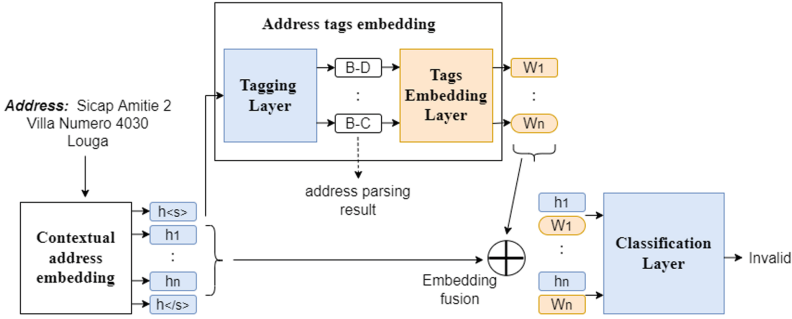 Address tags embedding
Tagging
Layer
B-D
:
B-C
Tags
Embedding
Layer
W1
:
Wn
Address: Sicap Amitie 2
Villa Numero 4030
Louga
address parsing
result
Contextual
address
embedding
h<s>
h1
:
hn
h</s>
Embedding
fusion
h1
W1
:
hn
Wn
Classification
Layer
Invalid